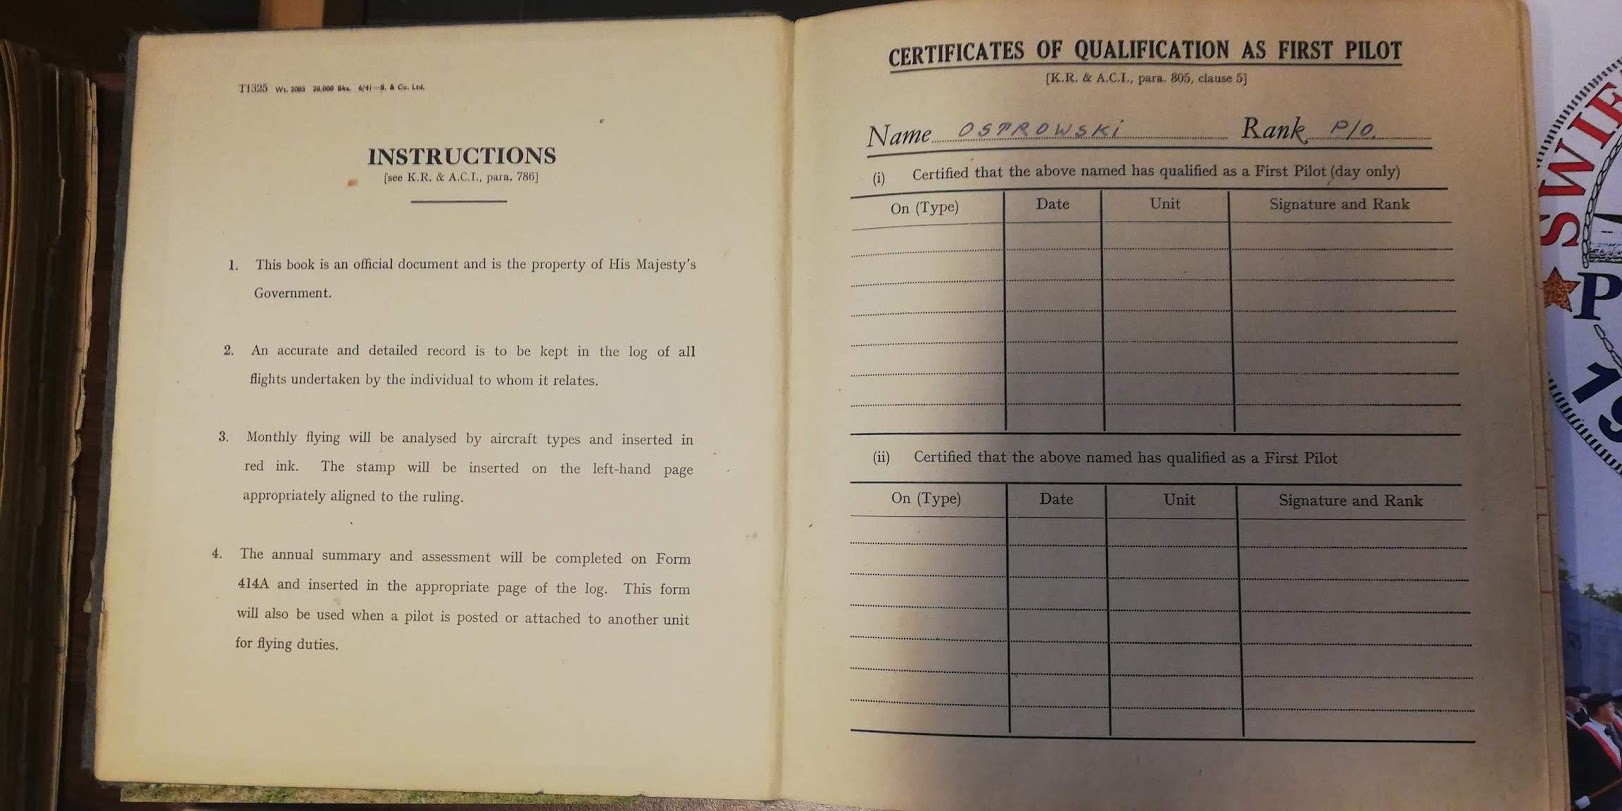 T1325 Wt. 3085 28,000 Bks. 6/41—B. & Co. Ltd.
INSTRUCTIONS
[see K.R. & A.C.I., para. 786]
1. This book is an official document and is the property of His Majesty's
Government.
2. An accurate and detailed record is to be kept in the log of all
flights undertaken by the individual to whom it relates.
3. Monthly flying will be analysed by aircraft types and inserted in
red ink. The stamp will be inserted on the left-hand page
appropriately aligned to the ruling.
4. The annual summary and assessment will be completed on Form
414A and inserted in the appropriate page of the log. This form
will also be used when a pilot is posted or attached to another unit
for flying duties.
CERTIFICATES OF QUALIFICATION AS FIRST PILOT
[K.R. & A.C.I., para. 805, clause 5]
Name OSTROWSKi Rank P/O.
(i) Certified that the above named has qualified as a First Pilot (day only)
On (Type) Date Unit Signature and Rank
(ii) Certified that the above named has qualified as a First Pilot
On (Type) Date Unit Signature and Rank
SWIE
P
19